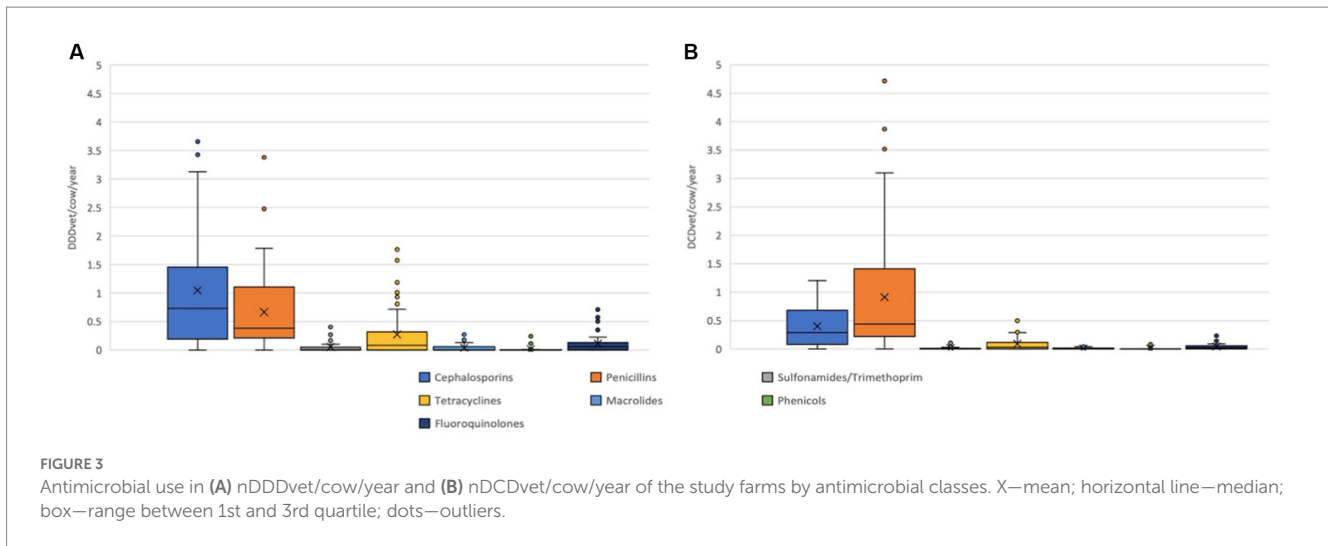 A
B
5
4.5
4
3.5
3
2.5
2
1.5
1
0.5
0
DDDvet/cow/year
5
4.5
4
3.5
3
2.5
2
1.5
1
0.5
0
DCDvet/cow/year
Cephalosporins
Penicillins
Sulfonamides/Trimethoprim
Tetracyclines
Macrolides
Phenicols
Fluoroquinolones
FIGURE 3
Antimicrobial use in (A) nDDDvet/cow/year and (B) nDCDvet/cow/year of the study farms by antimicrobial classes. X—mean; horizontal line—median;
box—range between 1st and 3rd quartile; dots—outliers.